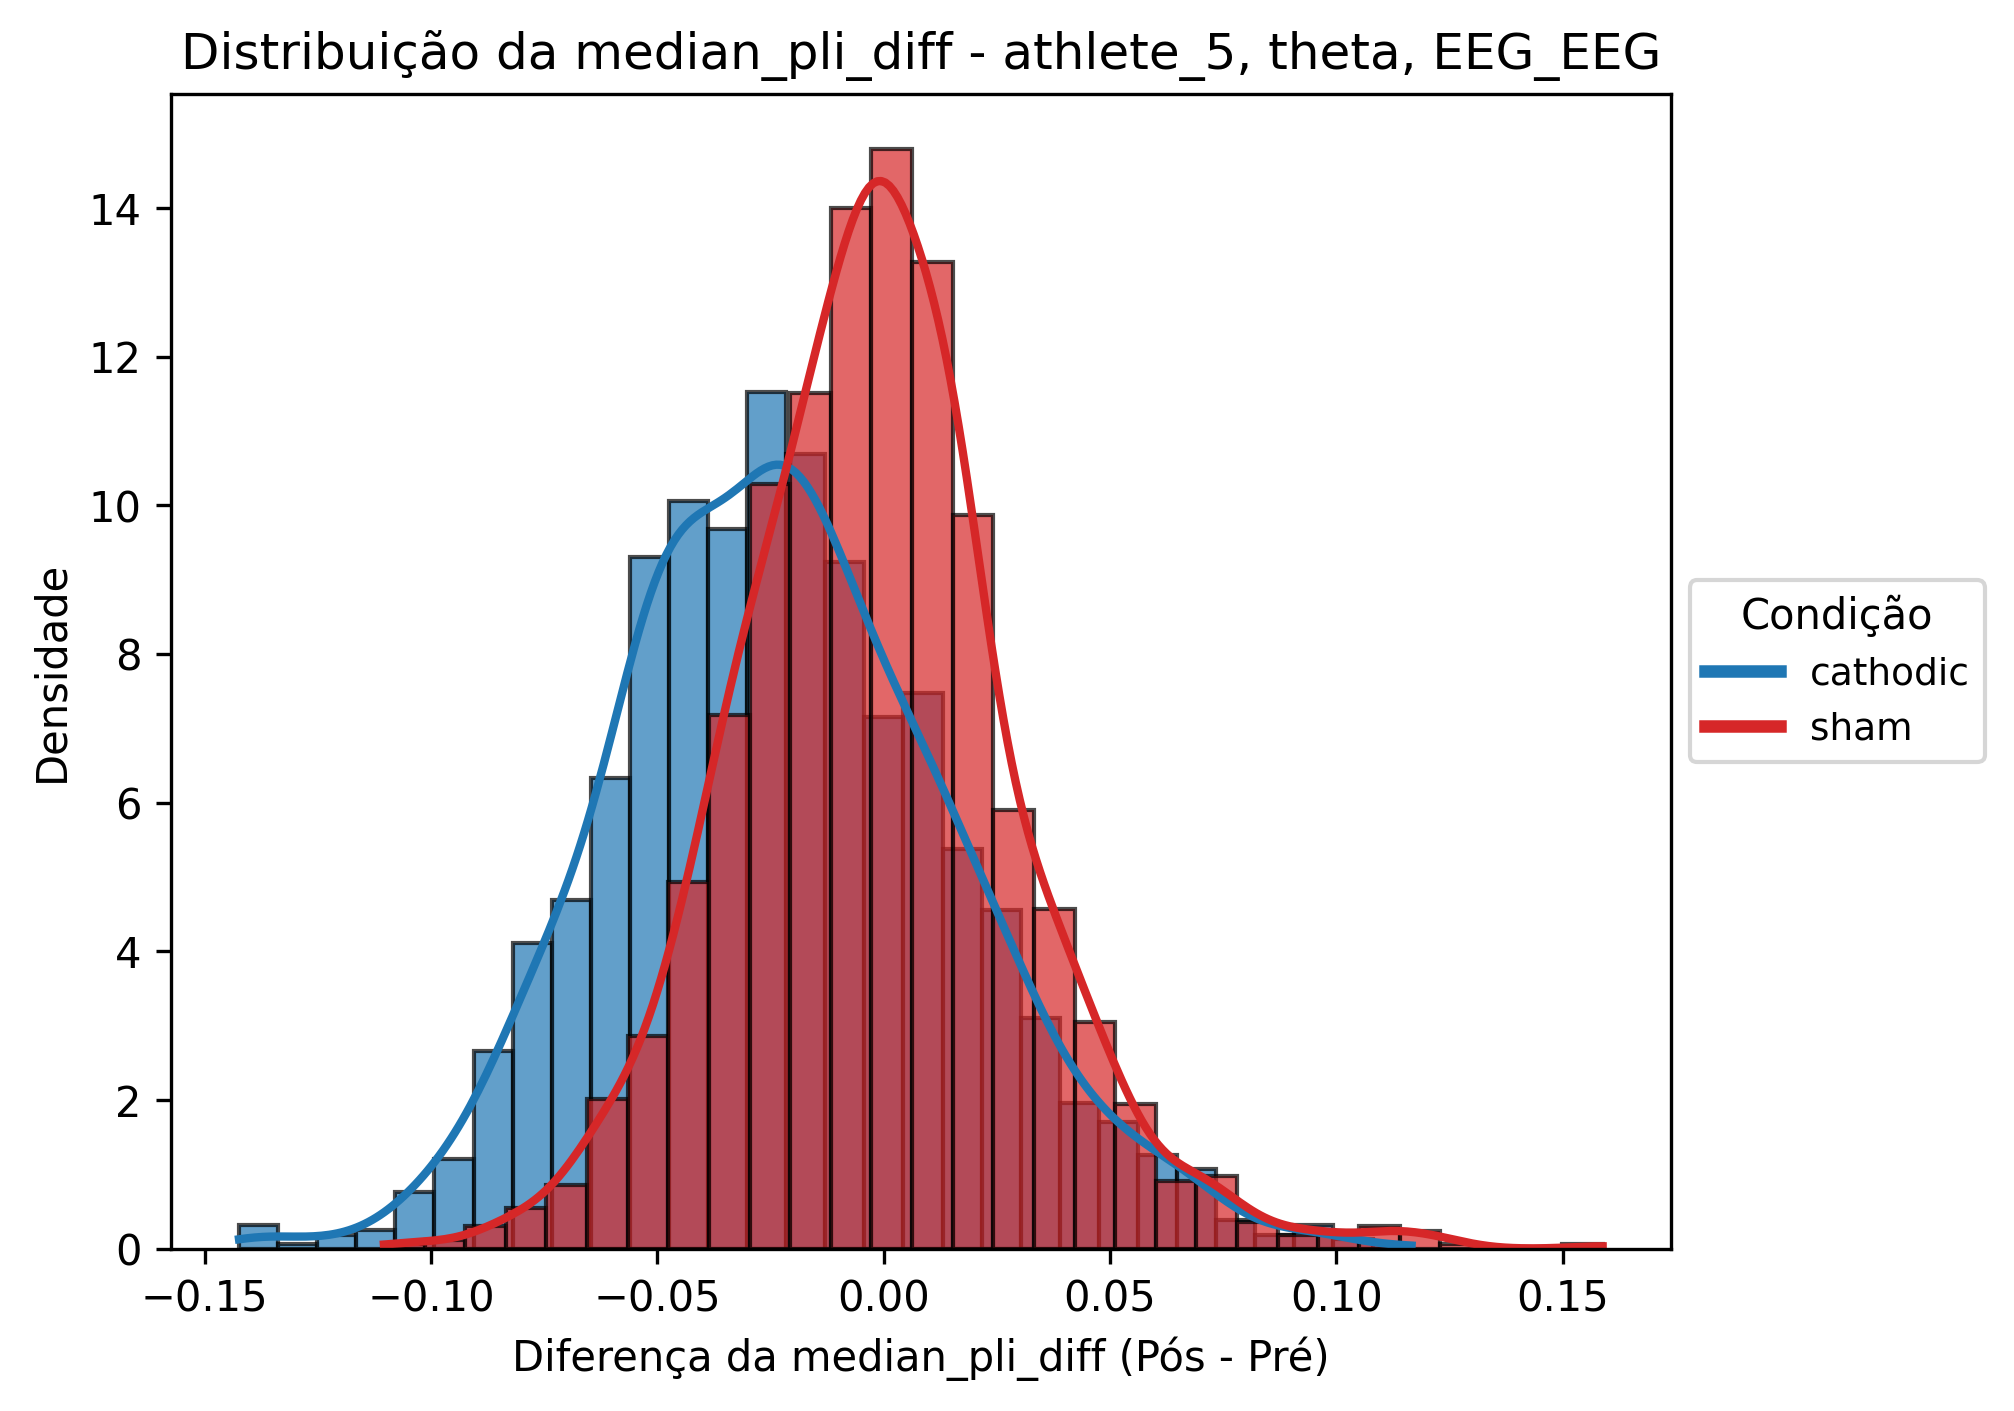 Distribuição da median_pli_diff - athlete_5, theta, EEG_EEG
Densidade
14
12
10
8
6
4
2
0
−0.15 −0.10 −0.05 0.00 0.05 0.10 0.15
Diferença da median_pli_diff (Pós - Pré)
Condição
cathodic
sham